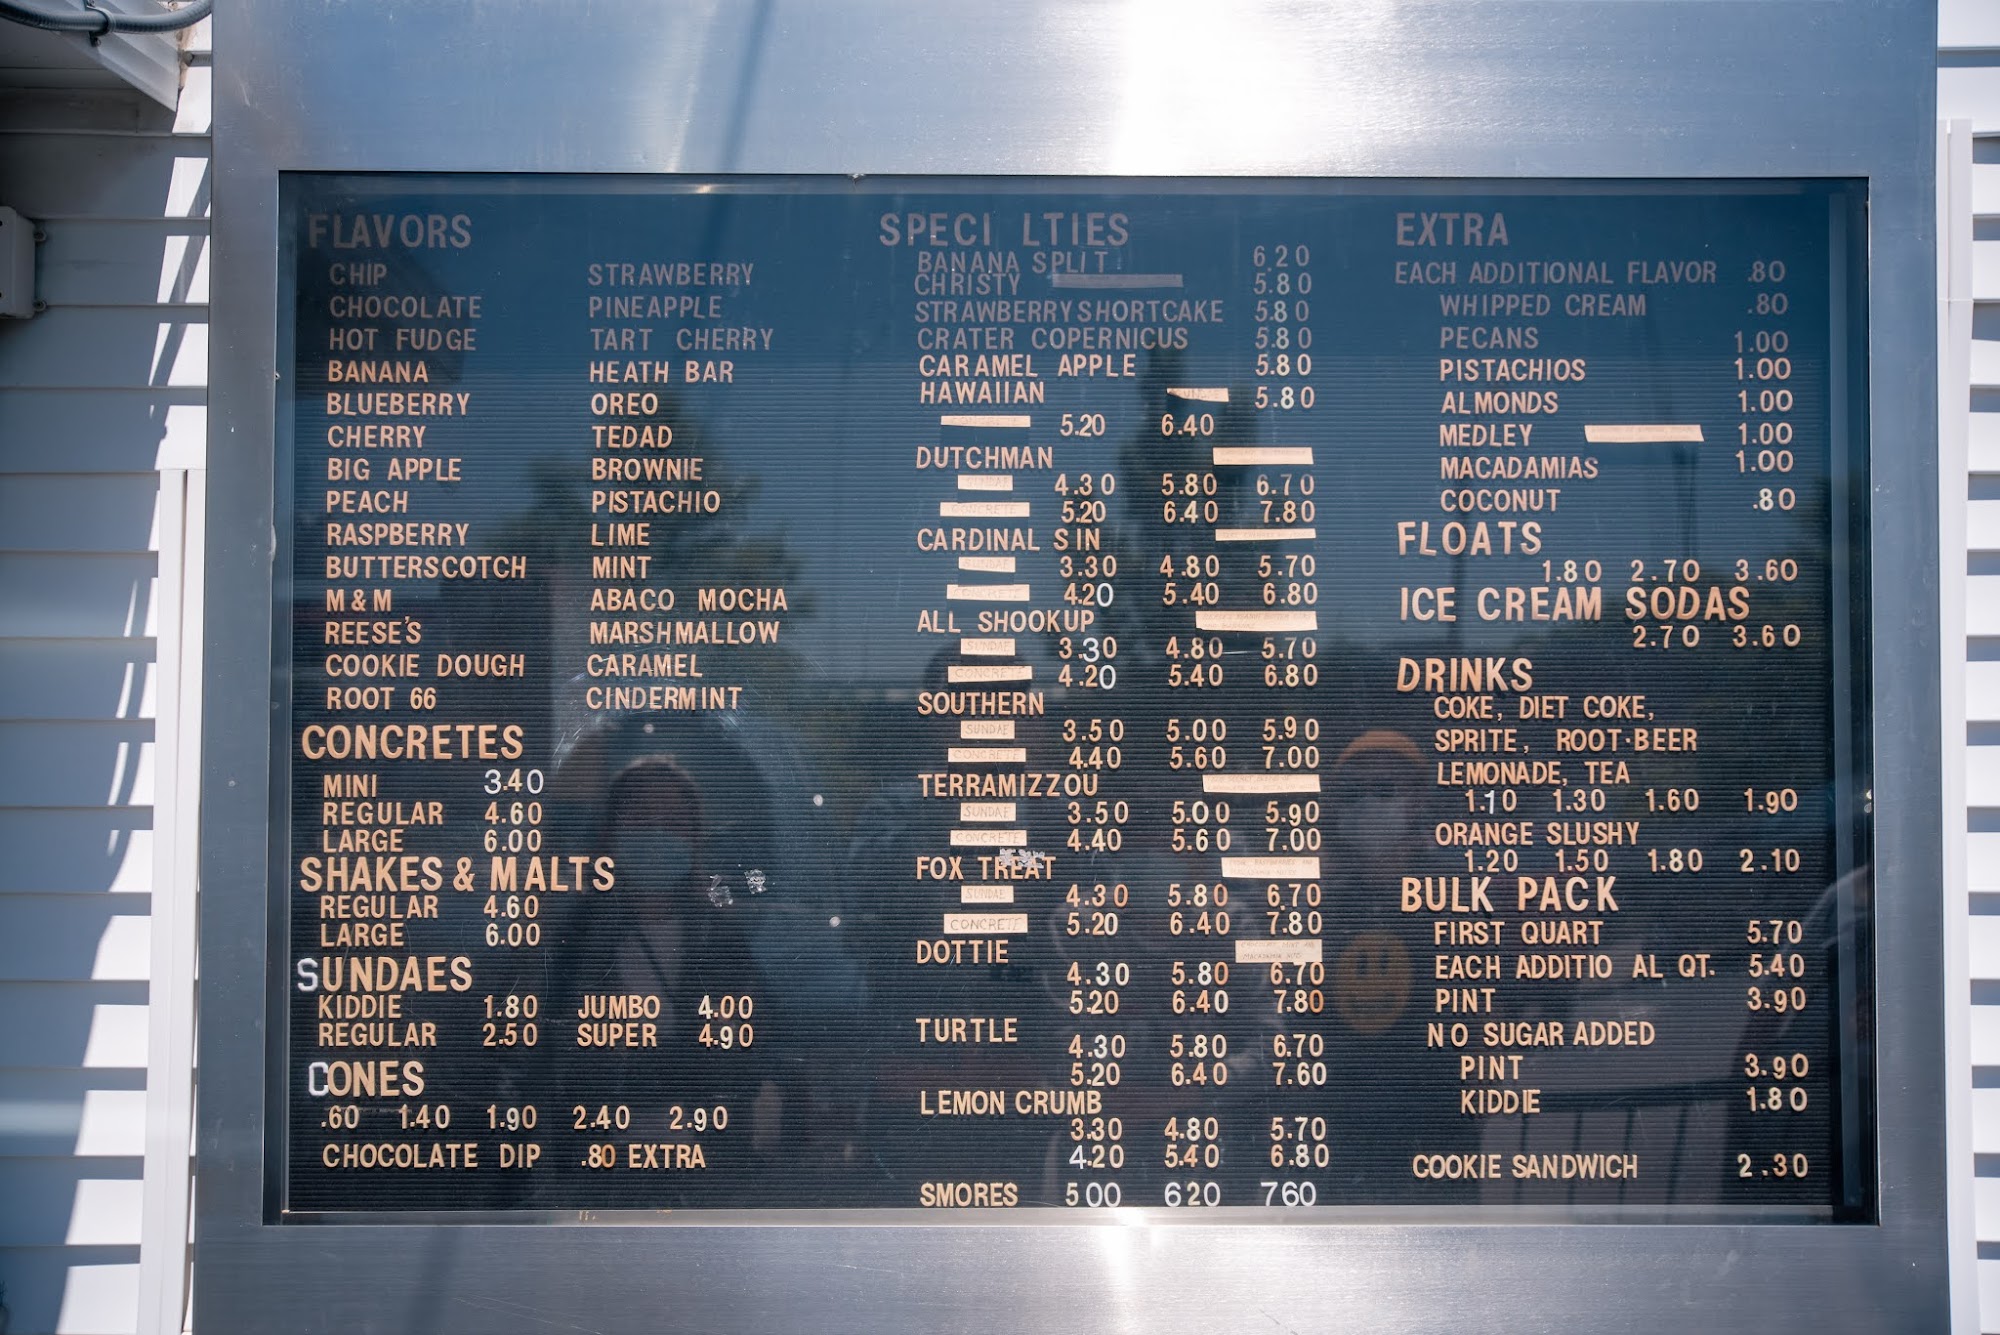 FLAVORS
CHIP STRAWBERRY
CHOCOLATE PINEAPPLE
HOT FUDGE TART CHERRY
BANANA HEATH BAR
BLUEBERRY OREO
CHERRY TEDAD
BIG APPLE BROWNIE
PEACH PISTACHIO
RASPBERRY LIME
BUTTERSCOTCH MINT
M&M ABACO MOCHA
REESE'S MARSHMALLOW
COOKIE DOUGH CARAMEL
ROOT 66 CINDERMINT
CONCRETES
MINI 3.40
REGULAR 4.60
LARGE 6.00
SHAKES & MALTS
REGULAR 4.60
LARGE 6.00
SUNDAES
KIDDIE 1.80 JUMBO 4.00
REGULAR 2.50 SUPER 4.90
CONES
.60 1.40 1.90 2.40 2.90
CHOCOLATE DIP .80 EXTRA
SPECI LTIES
BANANA SPLIT 6.20
CHRISTY 5.80
STRAWBERRY SHORTCAKE 5.80
CRATER COPERNICUS 5.80
CARAMEL APPLE 5.80
HAWAIIAN 5.80
CONCRETE 5.20 6.40
DUTCHMAN
SUNDAE 4.30 5.80 6.70
CONCRETE 5.20 6.40 7.80
CARDINAL SIN
SUNDAE 3.30 4.80 5.70
CONCRETE 4.20 5.40 6.80
ALL SHOOKUP
SUNDAE 3.30 4.80 5.70
CONCRETE 4.20 5.40 6.80
SOUTHERN
SUNDAE 3.50 5.00 5.90
CONCRETE 4.40 5.60 7.00
TERRAMIZZOU
SUNDAE 3.50 5.00 5.90
CONCRETE 4.40 5.60 7.00
FOX TREAT
SUNDAE 4.30 5.80 6.70
CONCRETE 5.20 6.40 7.80
DOTTIE
4.30 5.80 6.70
5.20 6.40 7.80
TURTLE
4.30 5.80 6.70
5.20 6.40 7.60
LEMON CRUMB
3.30 4.80 5.70
4.20 5.40 6.80
SMORES 500 620 760
EXTRA
EACH ADDITIONAL FLAVOR .80
WHIPPED CREAM .80
PECANS 1.00
PISTACHIOS 1.00
ALMONDS 1.00
MEDLEY 1.00
MACADAMIAS 1.00
COCONUT .80
FLOATS
1.80 2.70 3.60
ICE CREAM SODAS
2.70 3.60
DRINKS
COKE, DIET COKE,
SPRITE, ROOT·BEER
LEMONADE, TEA
1.10 1.30 1.60 1.90
ORANGE SLUSHY
1.20 1.50 1.80 2.10
BULK PACK
FIRST QUART 5.70
EACH ADDITIO AL QT. 5.40
PINT 3.90
NO SUGAR ADDED
PINT 3.90
KIDDIE 1.80
COOKIE SANDWICH 2.30